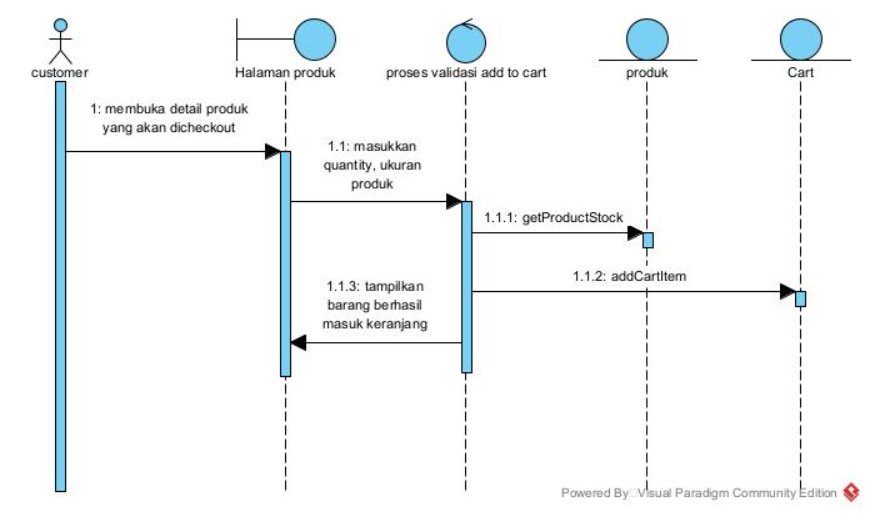 customer
Halaman produk
proses validasi add to cart
produk
Cart
1: membuka detail produk
yang akan dicheckout
1.1: masukkan
quantity, ukuran
produk
1.1.1: getProductStock
1.1.2: addCartItem
1.1.3: tampilkan
barang berhasil
masuk keranjang
Powered By Visual Paradigm Community Edition